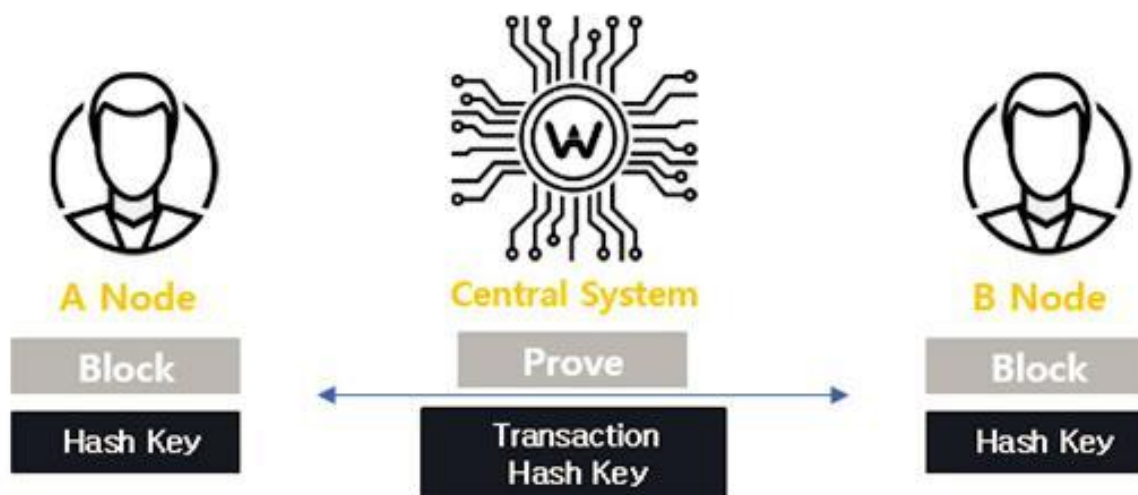 W
A Node
Central System
B Node
Block
Prove
Block
Hash Key
Transaction
Hash Key
Hash Key